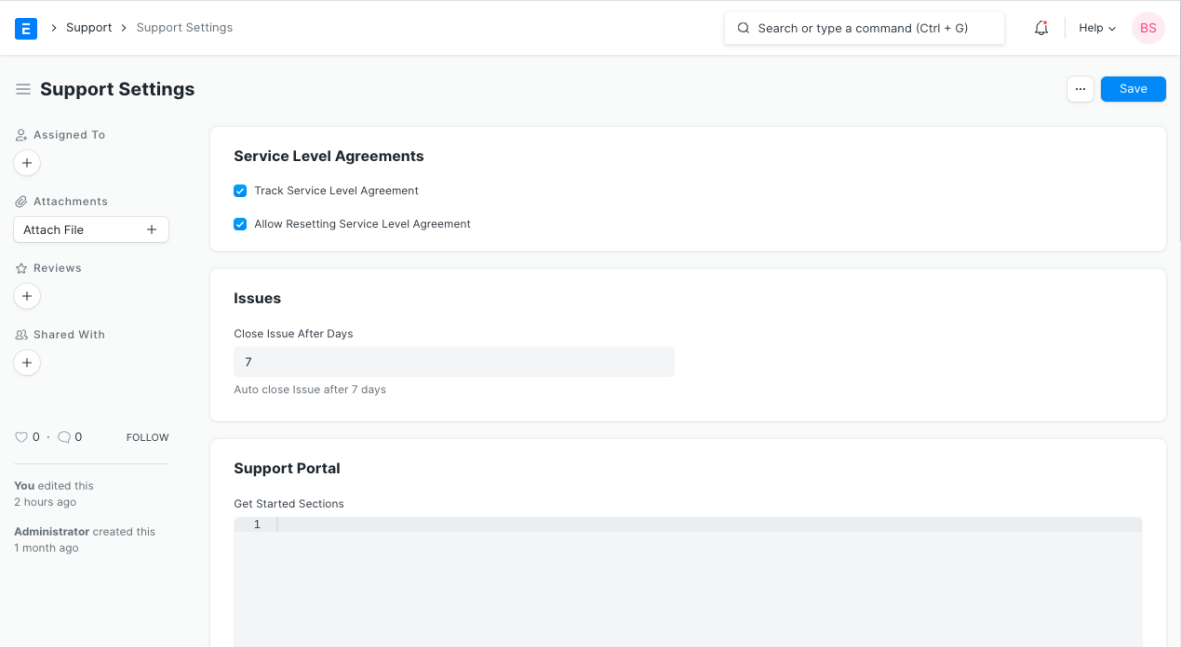 E
Support
Support Settings
Search or type a command (Ctrl + G)
Help
BS
Support Settings
...
Save
Assigned To
Attachments
Attach File
Reviews
Shared With
0 · 0
FOLLOW
You edited this
2 hours ago
Administrator created this
1 month ago
Service Level Agreements
Track Service Level Agreement
Allow Resetting Service Level Agreement
Issues
Close Issue After Days
7
Auto close Issue after 7 days
Support Portal
Get Started Sections
1